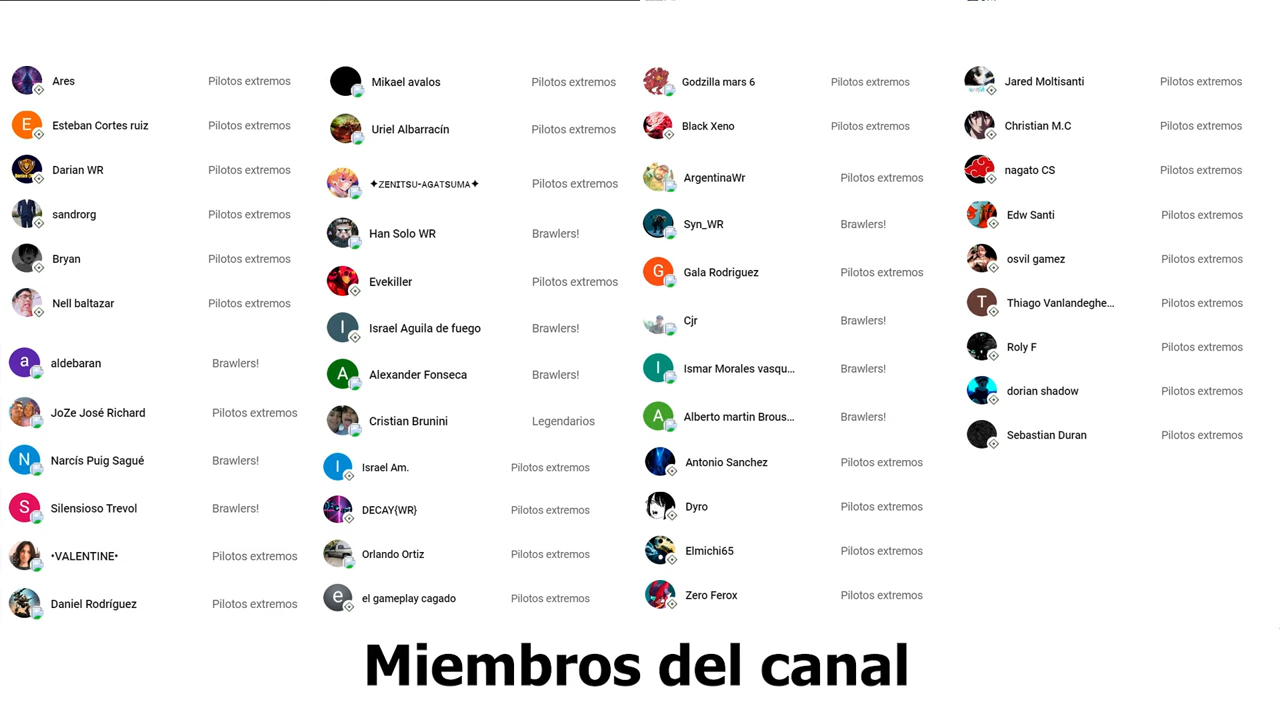 Ares Pilotos extremos
Esteban Cortes ruiz Pilotos extremos
Darian WR Pilotos extremos
sandrorg Pilotos extremos
Bryan Pilotos extremos
Nell baltazar Pilotos extremos
aldebaran Brawlers!
JoZe José Richard Pilotos extremos
Narcís Puig Sagué Brawlers!
Silensioso Trevol Brawlers!
•VALENTINE• Pilotos extremos
Daniel Rodríguez Pilotos extremos
Mikael avalos Pilotos extremos
Uriel Albarracín Pilotos extremos
✦ZENITSU-AGATSUMA✦ Pilotos extremos
Han Solo WR Brawlers!
Evekiller Pilotos extremos
Israel Aguila de fuego Brawlers!
Alexander Fonseca Brawlers!
Cristian Brunini Legendarios
Israel Am. Pilotos extremos
DECAY{WR} Pilotos extremos
Orlando Ortiz Pilotos extremos
el gameplay cagado Pilotos extremos
Godzilla mars 6 Pilotos extremos
Black Xeno Pilotos extremos
ArgentinaWr Pilotos extremos
Syn_WR Brawlers!
Gala Rodriguez Pilotos extremos
Cjr Brawlers!
Ismar Morales vasqu... Brawlers!
Alberto martin Brous... Brawlers!
Antonio Sanchez Pilotos extremos
Dyro Pilotos extremos
Elmichi65 Pilotos extremos
Zero Ferox Pilotos extremos
Jared Moltisanti Pilotos extremos
Christian M.C Pilotos extremos
nagato CS Pilotos extremos
Edw Santi Pilotos extremos
osvil gamez Pilotos extremos
Thiago Vanlandeghe... Pilotos extremos
Roly F Pilotos extremos
dorian shadow Pilotos extremos
Sebastian Duran Pilotos extremos
Miembros del canal